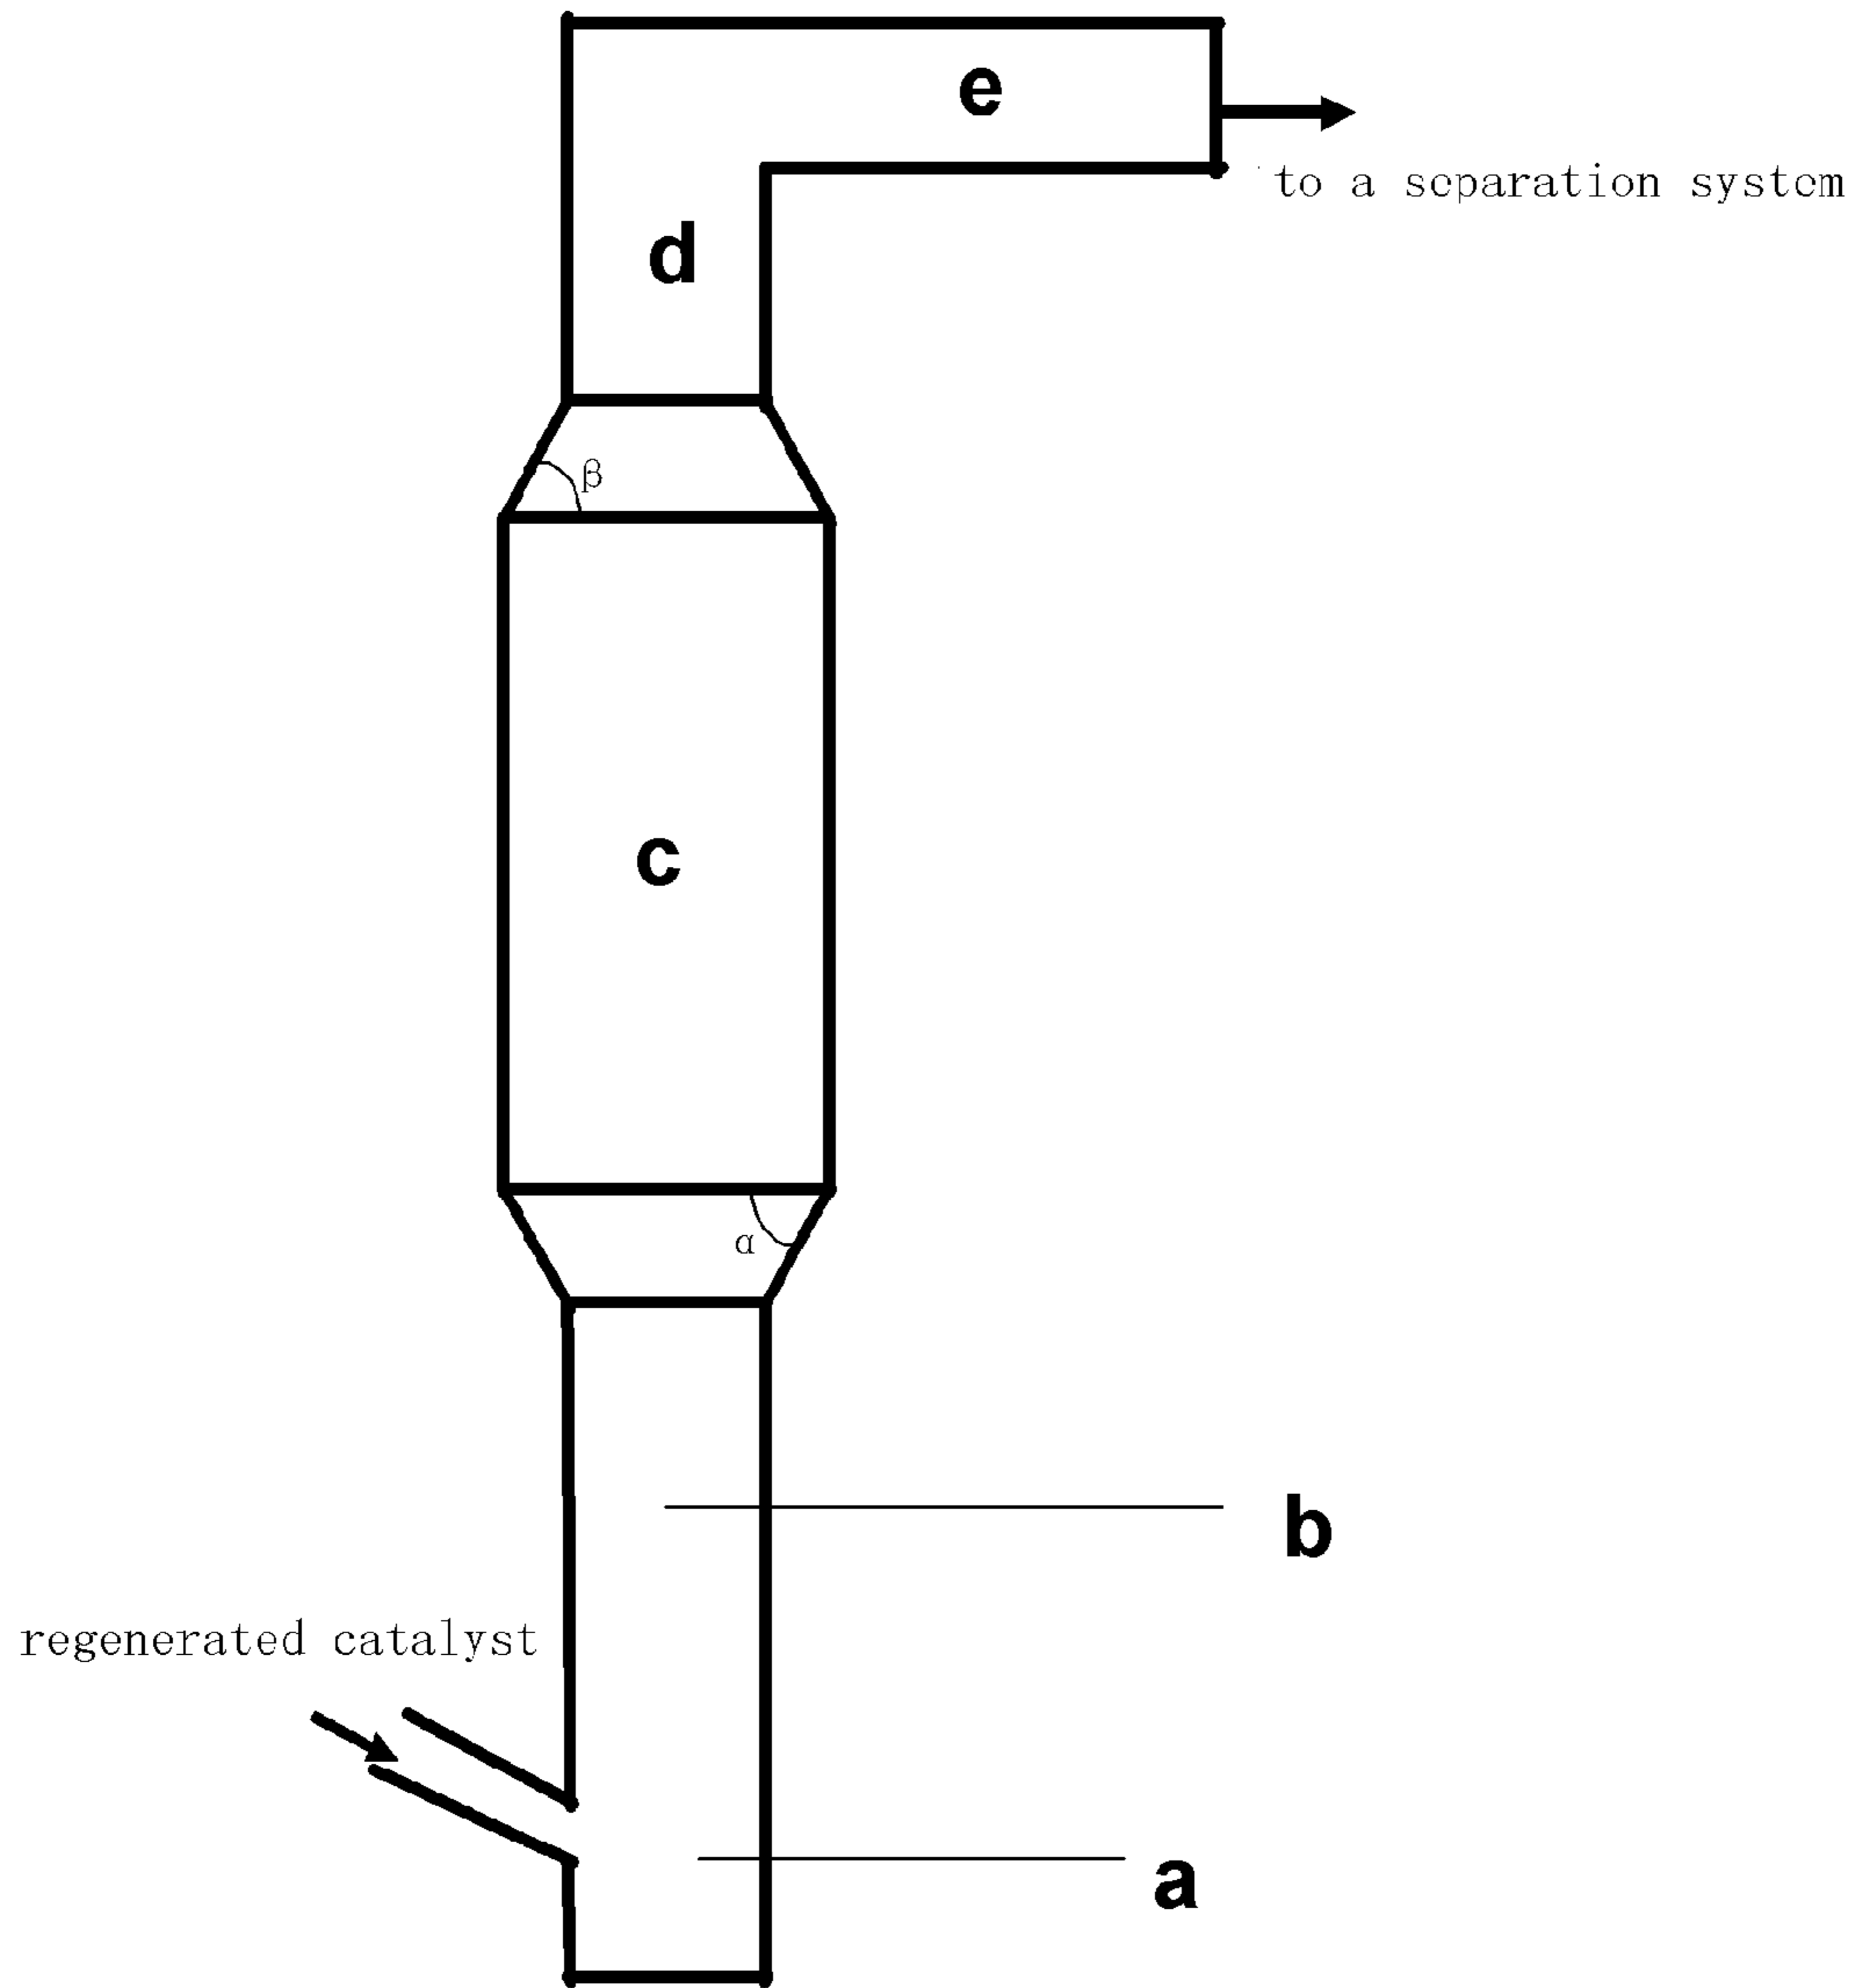 e
to a separation system
d
β
c
α
b
regenerated catalyst
a